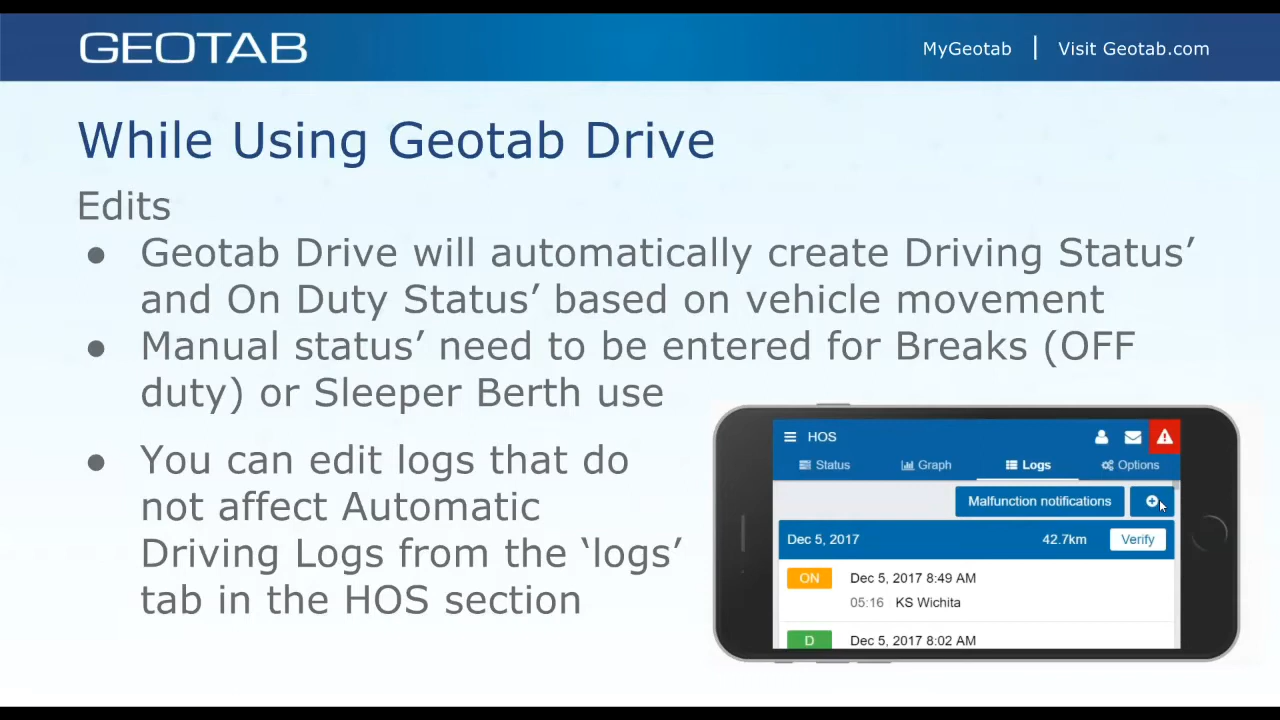 GEOTAB
MyGeotab | Visit Geotab.com
While Using Geotab Drive
Edits
● Geotab Drive will automatically create Driving Status’
and On Duty Status’ based on vehicle movement
● Manual status’ need to be entered for Breaks (OFF
duty) or Sleeper Berth use
● You can edit logs that do
not affect Automatic
Driving Logs from the ‘logs’
tab in the HOS section
HOS
Status Graph Logs Options
Malfunction notifications
Dec 5, 2017 42.7km Verify
ON Dec 5, 2017 8:49 AM
05:16 KS Wichita
D Dec 5, 2017 8:02 AM